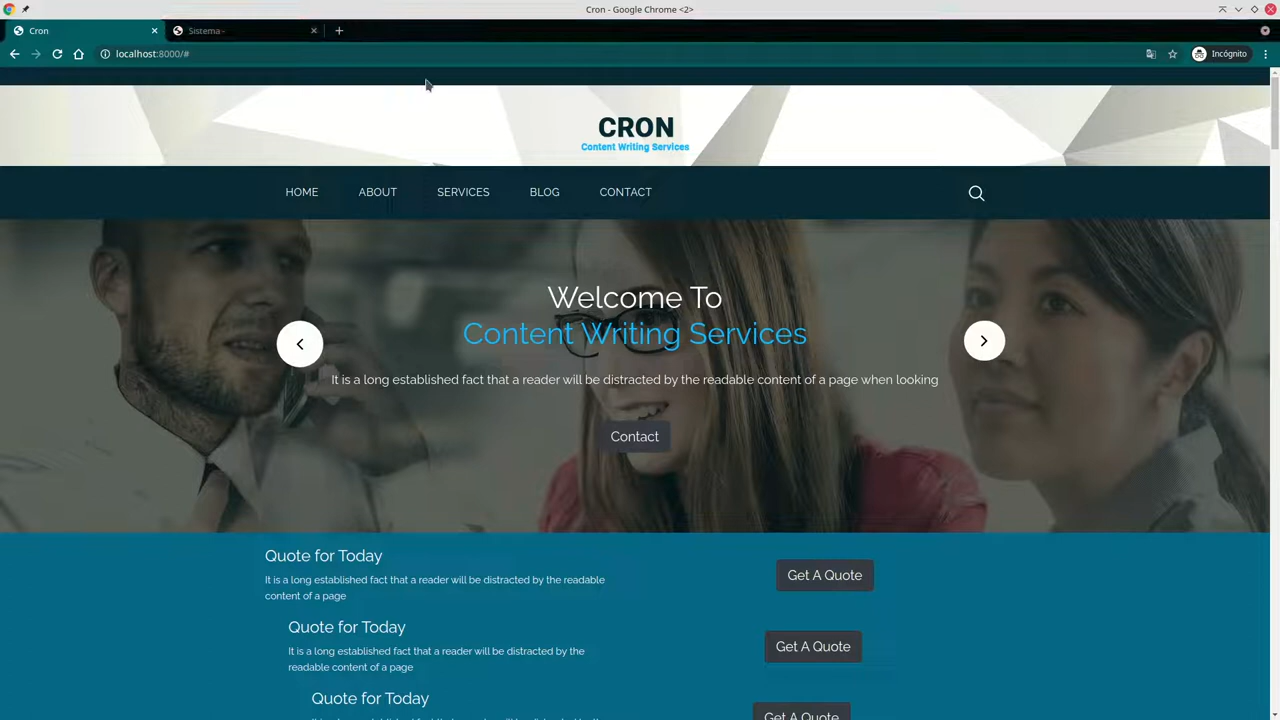 Cron - Google Chrome <2>
Cron
Sistema -
localhost:8000/#
Incógnito
CRON
Content Writing Services
HOME
ABOUT
SERVICES
BLOG
CONTACT
Welcome To
Content Writing Services
It is a long established fact that a reader will be distracted by the readable content of a page when looking
Contact
Quote for Today
It is a long established fact that a reader will be distracted by the readable
content of a page
Get A Quote
Quote for Today
It is a long established fact that a reader will be distracted by the
readable content of a page
Get A Quote
Quote for Today
Get A Quote